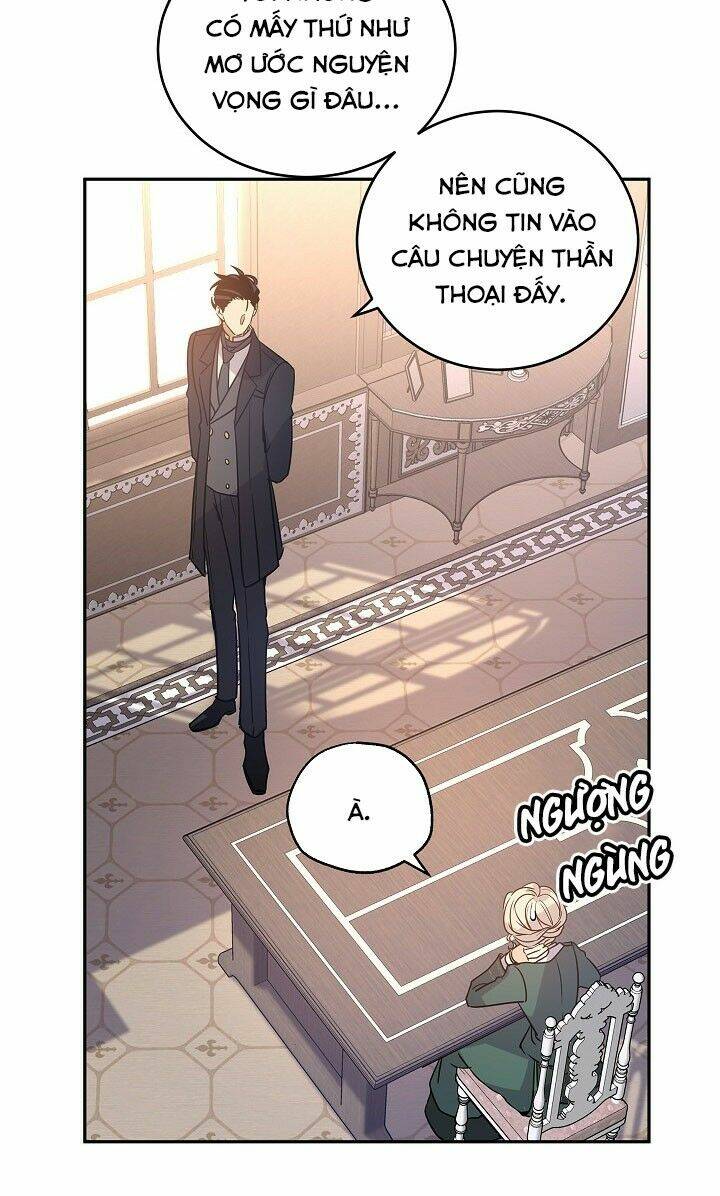 CÓ MẤY THỨ NHƯ
MƠ ƯỚC NGUYỆN
VỌNG GÌ ĐÂU...
NÊN CŨNG
KHÔNG TIN VÀO
CÂU CHUYỆN THẦN
THOẠI ĐẤY.
À.
NGƯỢNG
NGÙNG